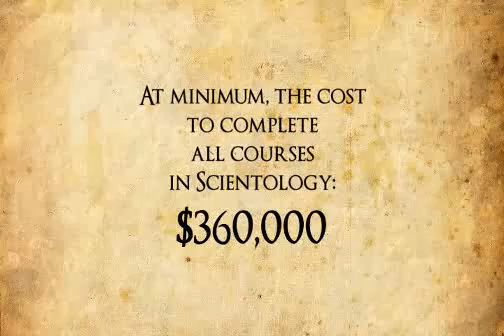 At minimum, the cost
to complete
all courses
in Scientology:
$360,000